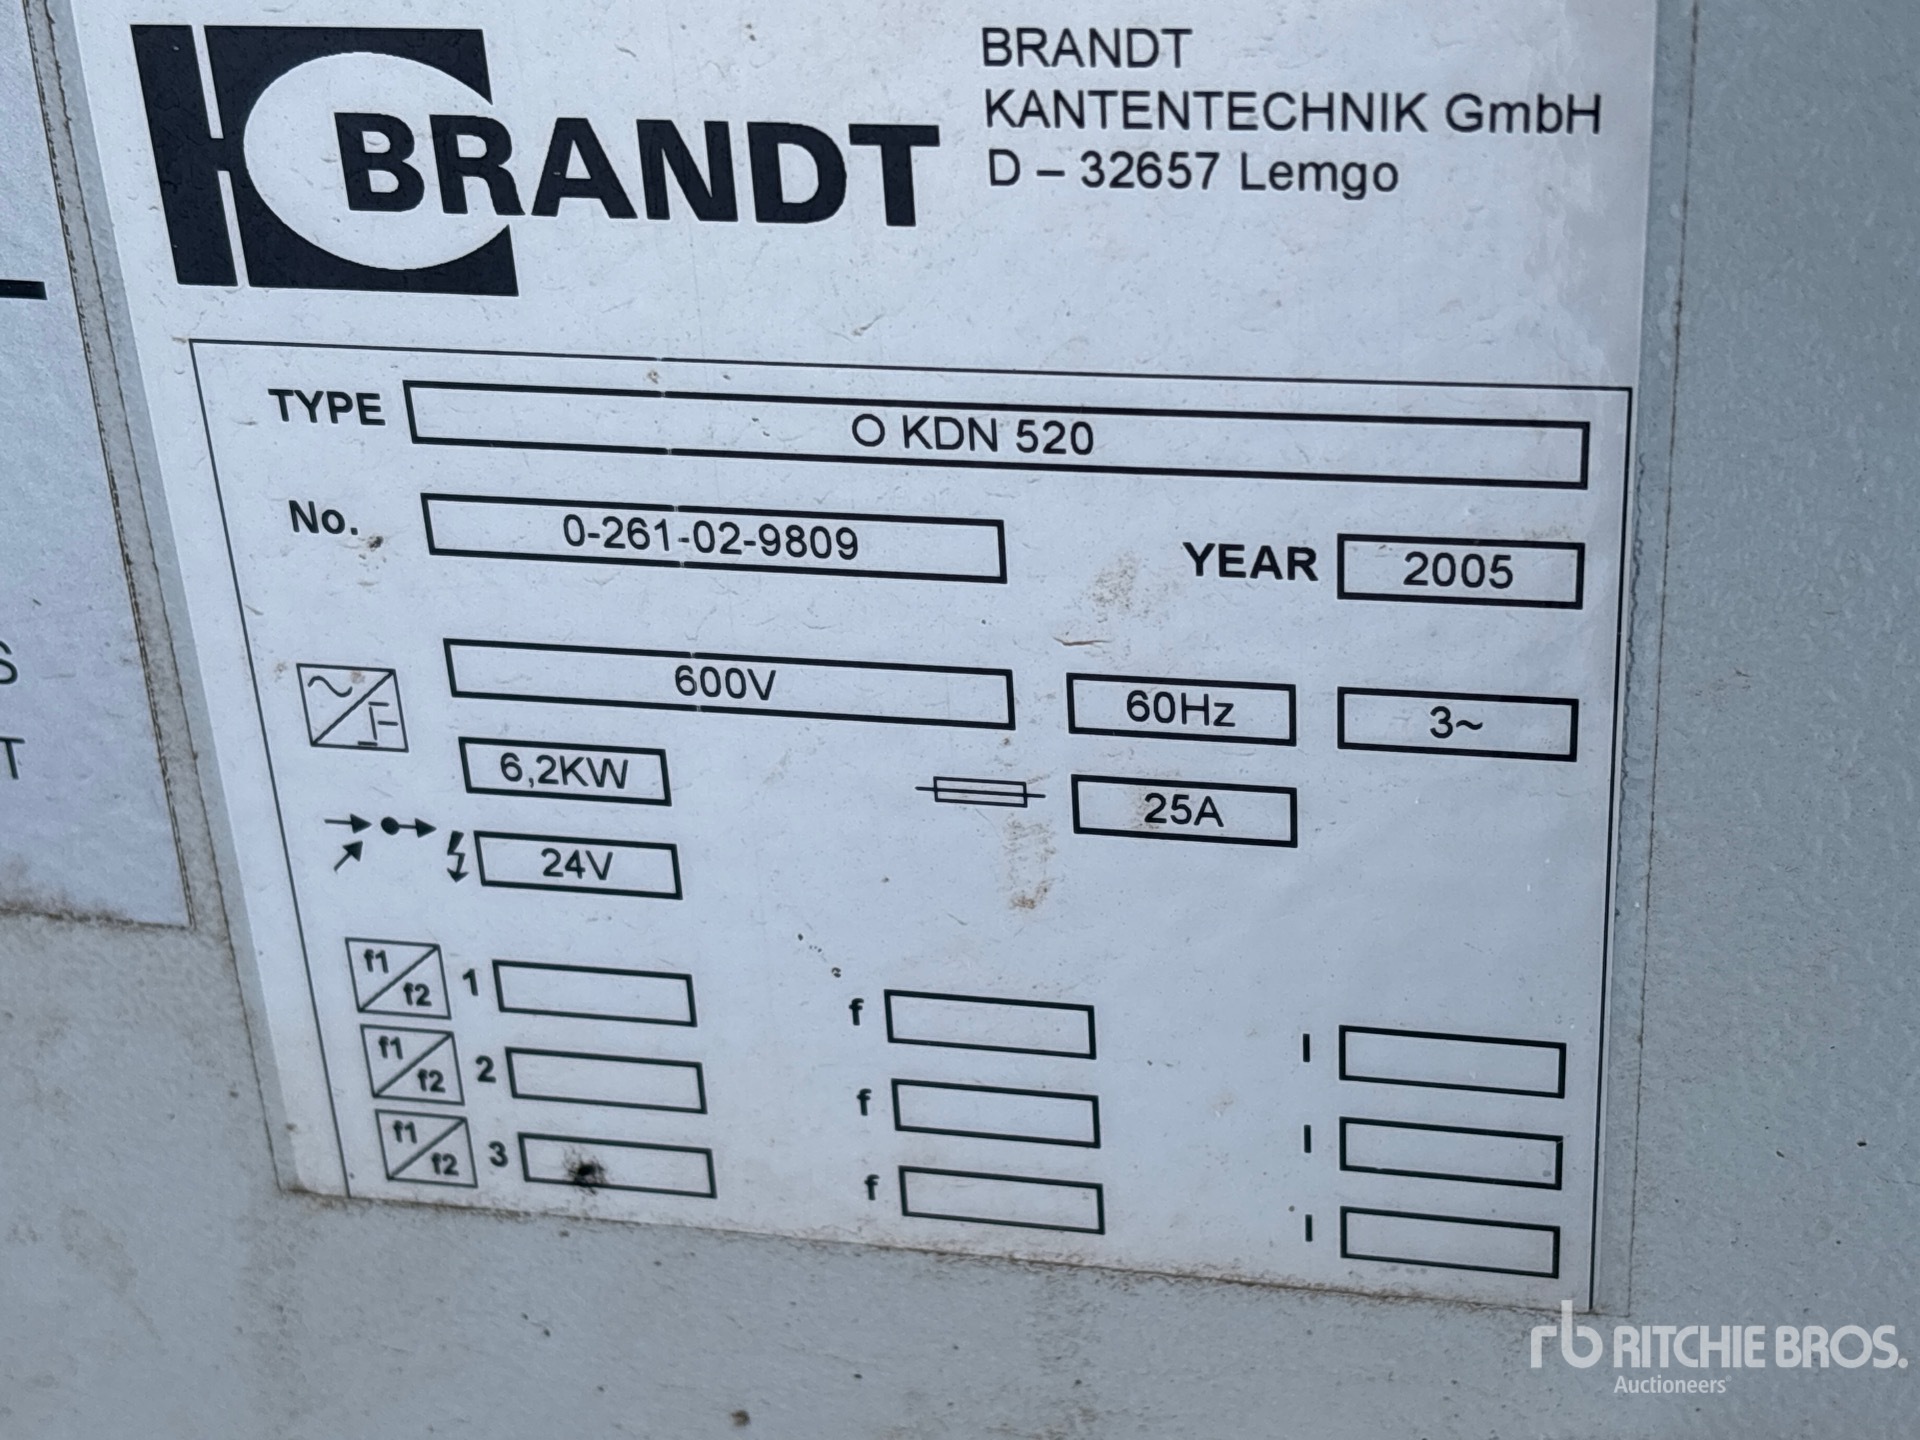 BRANDT
BRANDT
KANTENTECHNIK GmbH
D – 32657 Lemgo
TYPE O KDN 520
No. 0-261-02-9809 YEAR 2005
600V 60Hz 3~
6,2KW 25A
24V
f1 f2 1 f I
f1 f2 2 f I
f1 f2 3 f I
S
T
rb RITCHIE BROS.
Auctioneers